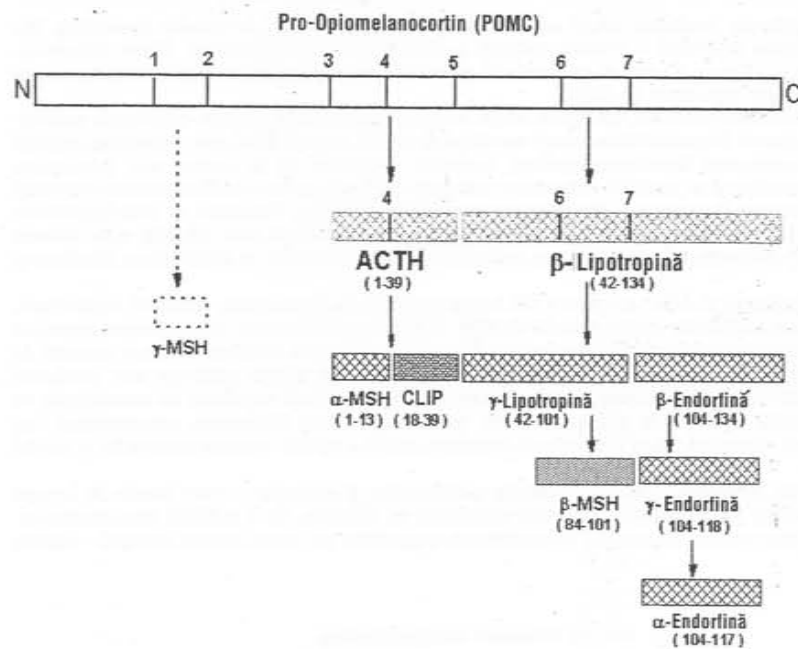 Pro-Opiomelanocortin (POMC)
1 2 3 4 5 6 7
N C
4 6 7
ACTH β-Lipotropină
(1-39) (42-134)
γ-MSH
α-MSH CLIP γ-Lipotropină β-Endorfină
(1-13) (18-39) (42-101) (104-134)
β-MSH γ-Endorfină
(84-101) (104-118)
α-Endorfină
(104-117)